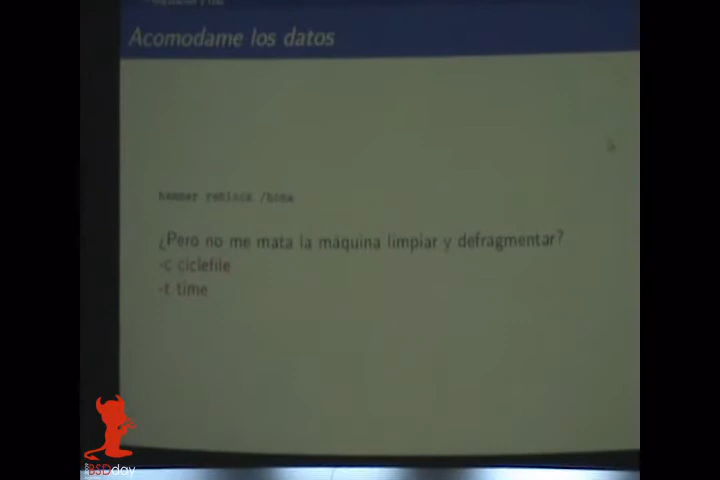 Acomodame los datos
hammer reblock /home
¿Pero no me mata la máquina limpiar y defragmentar?
-c ciclefile
-t time
BSDday